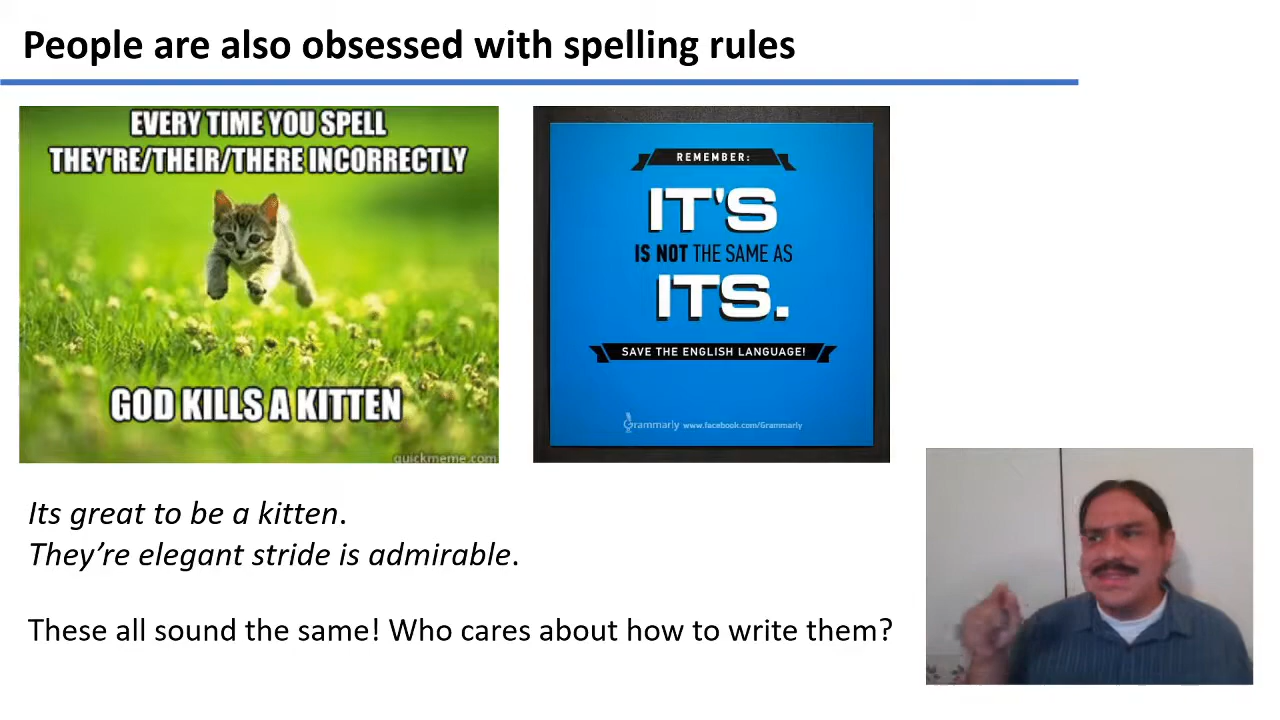 People are also obsessed with spelling rules
EVERY TIME YOU SPELL
THEY'RE/THEIR/THERE INCORRECTLY
GOD KILLS A KITTEN
quickmeme.com
REMEMBER:
IT'S
IS NOT THE SAME AS
ITS.
SAVE THE ENGLISH LANGUAGE!
Grammarly www.facebook.com/Grammarly
Its great to be a kitten.
They’re elegant stride is admirable.
These all sound the same! Who cares about how to write them?